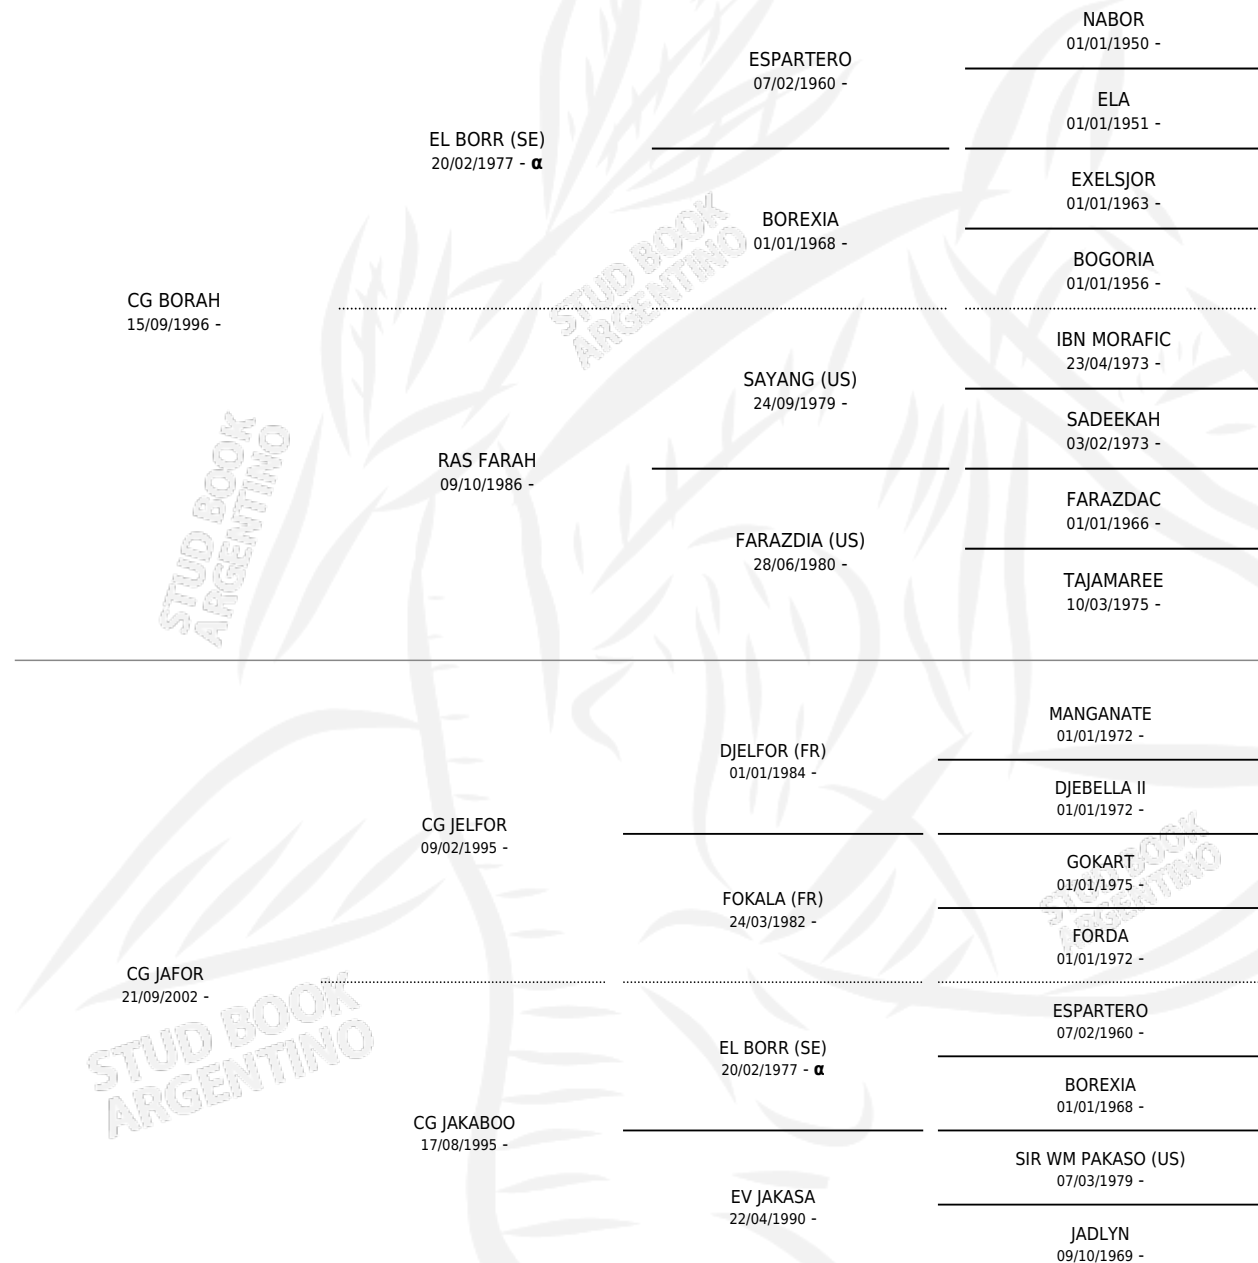 NABOR
01/01/1950 -
ESPARTERO
07/02/1960 -
ELA
01/01/1951 -
EL BORR (SE)
20/02/1977 - α
EXELSJOR
01/01/1963 -
BOREXIA
01/01/1968 -
BOGORIA
01/01/1956 -
CG BORAH
15/09/1996 -
STUD BOOK
ARGENTINO
IBN MORAFIC
23/04/1973 -
SAYANG (US)
24/09/1979 -
SADEEKAH
03/02/1973 -
RAS FARAH
09/10/1986 -
STUD BOOK
ARGENTINO
FARAZDAC
01/01/1966 -
FARAZDIA (US)
28/06/1980 -
TAJAMAREE
10/03/1975 -
MANGANATE
01/01/1972 -
DJELFOR (FR)
01/01/1984 -
DJEBELLA II
01/01/1972 -
CG JELFOR
09/02/1995 -
GOKART
01/01/1975 -
STUD BOOK
ARGENTINO
FOKALA (FR)
24/03/1982 -
FORDA
01/01/1972 -
CG JAFOR
21/09/2002 -
STUD BOOK
ARGENTINO
ESPARTERO
07/02/1960 -
EL BORR (SE)
20/02/1977 - α
BOREXIA
01/01/1968 -
CG JAKABOO
17/08/1995 -
SIR WM PAKASO (US)
07/03/1979 -
EV JAKASA
22/04/1990 -
JADLYN
09/10/1969 -